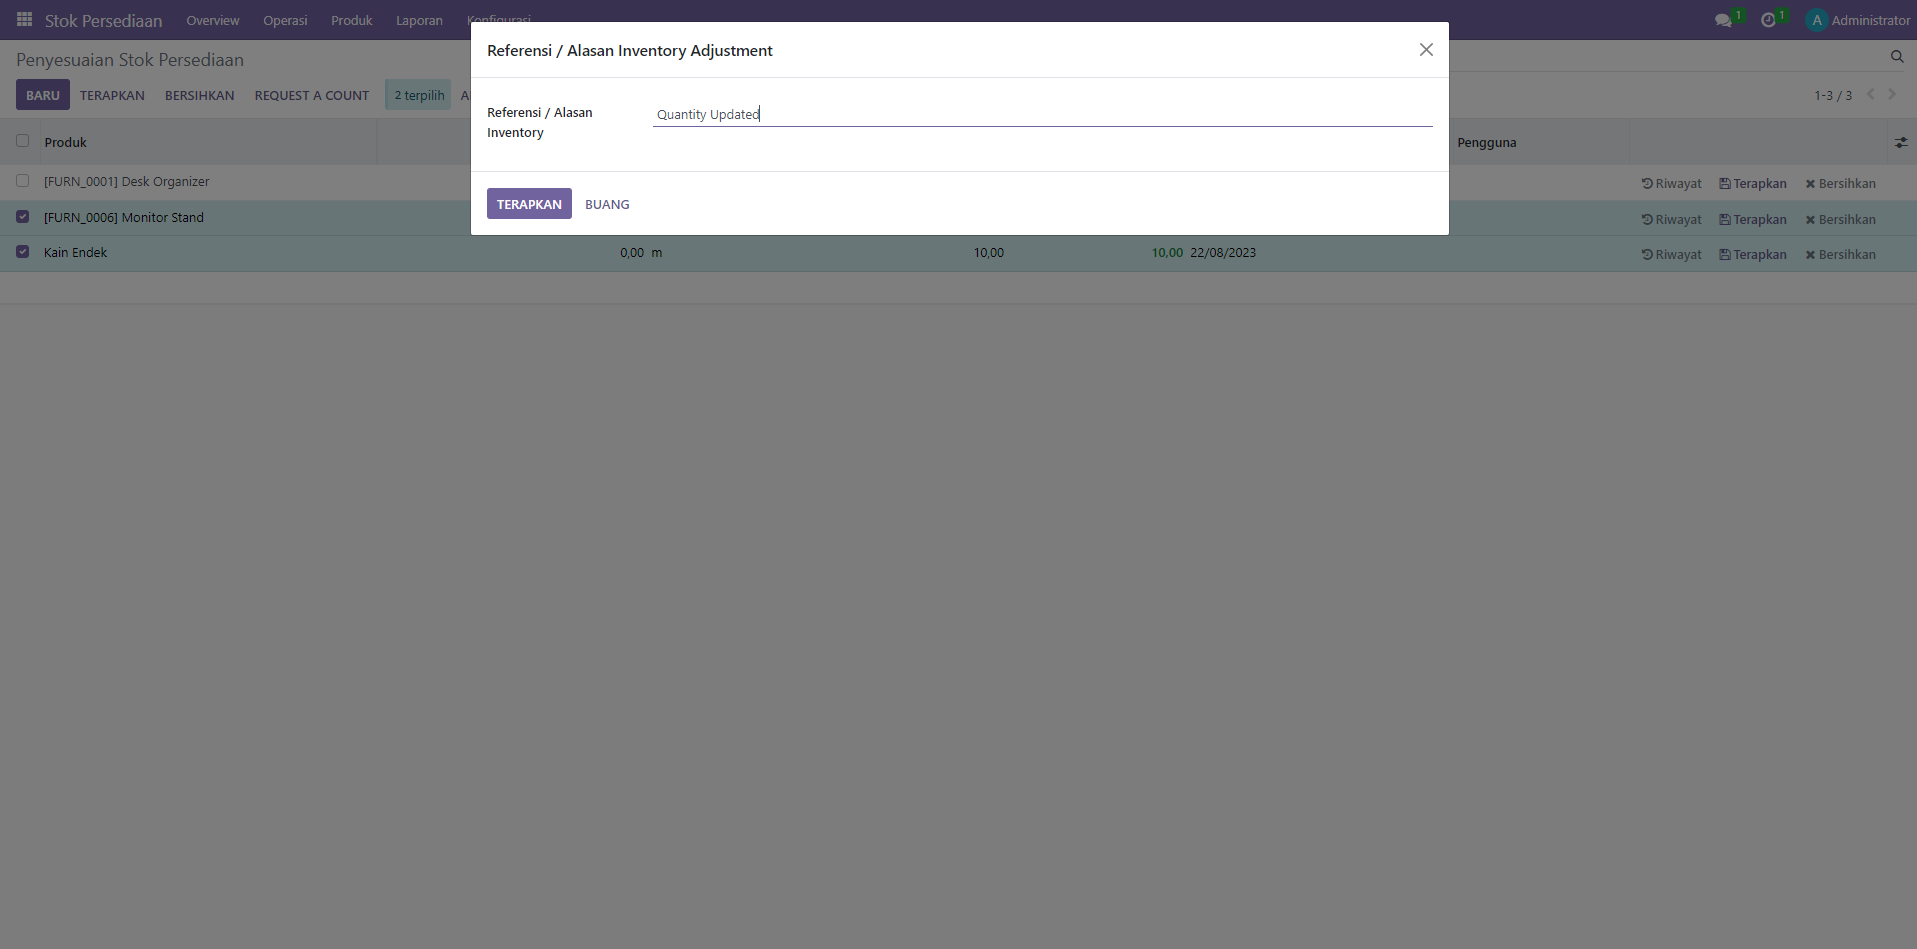 Stok Persediaan Overview Operasi Produk Laporan Konfigurasi 1 1 A Administrator
Referensi / Alasan Inventory Adjustment
Penyesuaian Stok Persediaan
BARU TERAPKAN BERSIHKAN REQUEST A COUNT 2 terpilih 1-3 / 3
Referensi / Alasan Inventory
Quantity Updated
Produk Pengguna
[FURN_0001] Desk Organizer Riwayat Terapkan Bersihkan
TERAPKAN BUANG
[FURN_0006] Monitor Stand Riwayat Terapkan Bersihkan
Kain Endek 0,00 m 10,00 10,00 22/08/2023 Riwayat Terapkan Bersihkan